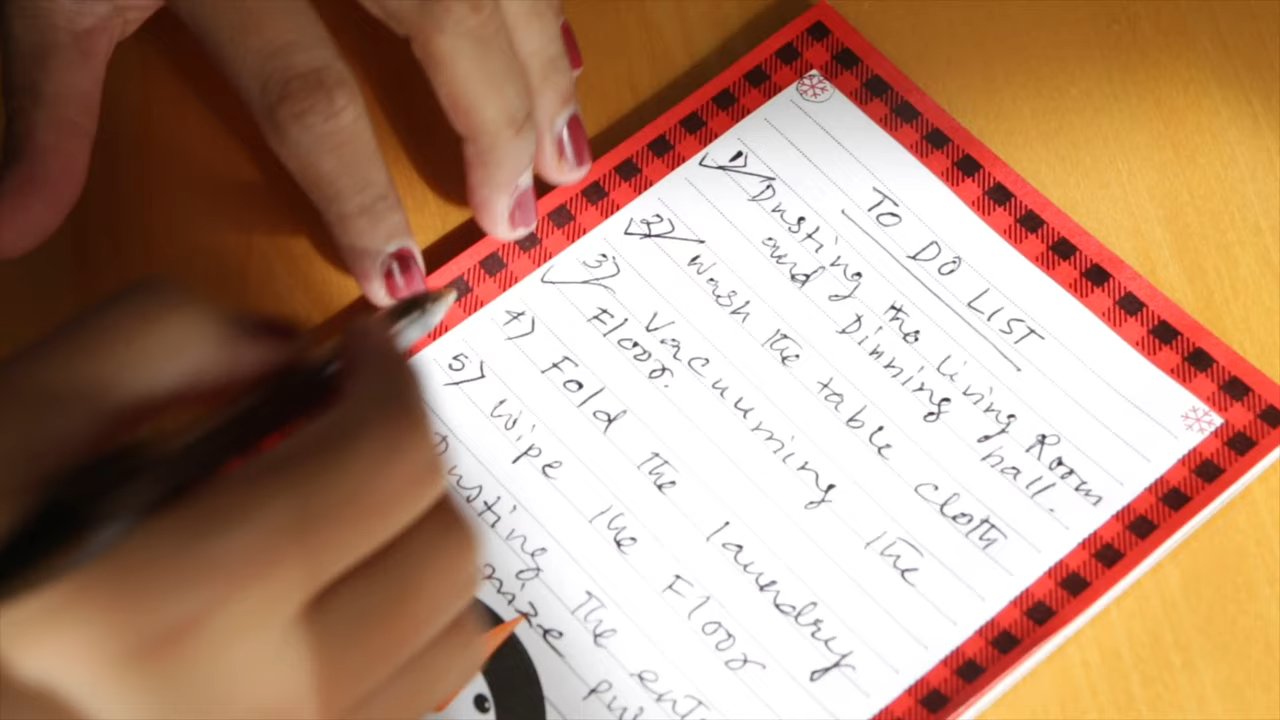 TO DO LIST
1) Dusting the living Room
and Dinning hall.
2) Wash the table cloth
3) Vacuuming the
Floor.
4) Fold the laundry
5) Wipe the Floor
Dusting the